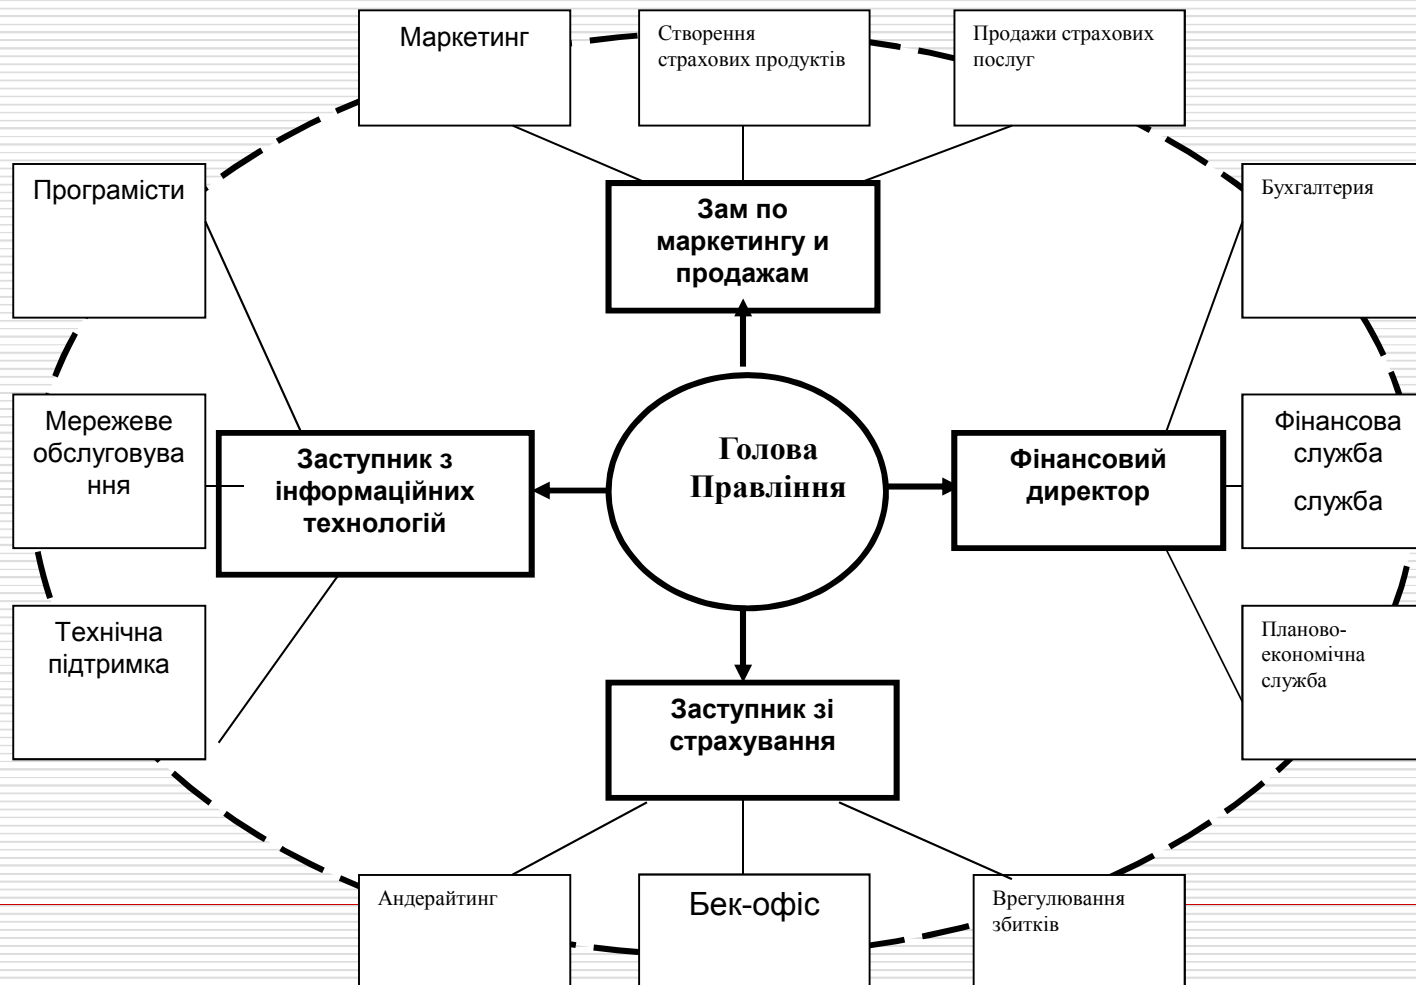 Маркетинг
Створення
страхових продуктів
Продажи страхових
послуг
Програмісти
Зам по
маркетингу и
продажам
Бухгалтерия
Мережеве
обслуговува
ння
Заступник з
інформаційних
технологій
Голова
Правління
Фінансовий
директор
Фінансова
служба
служба
Технічна
підтримка
Заступник зі
страхування
Планово-
економічна
служба
Андерайтинг
Бек-офіс
Врегулювання
збитків